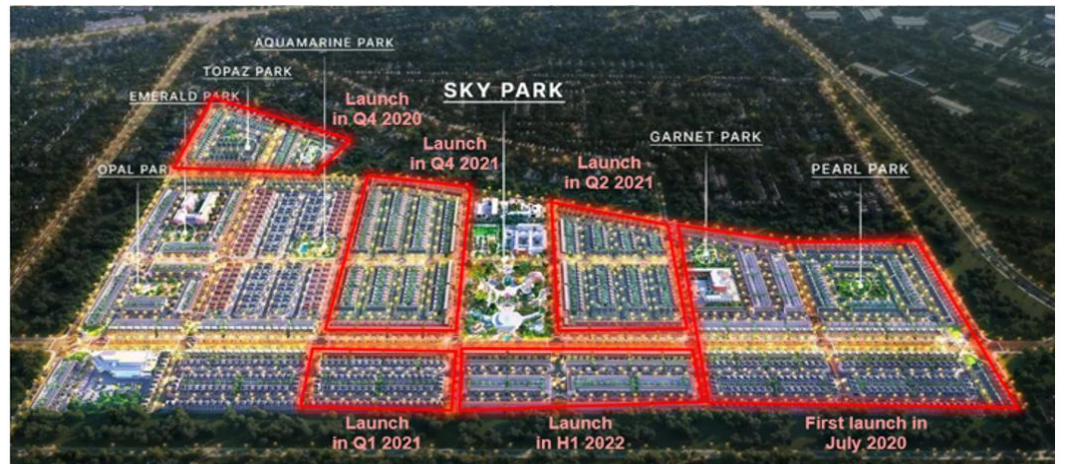 AQUAMARINE PARK
TOPAZ PARK
EMERALD PARK
OPAL PARK
Launch
in Q4 2020
SKY PARK
Launch
in Q4 2021
Launch
in Q2 2021
GARNET PARK
PEARL PARK
Launch
in Q1 2021
Launch
in H1 2022
First launch in
July 2020